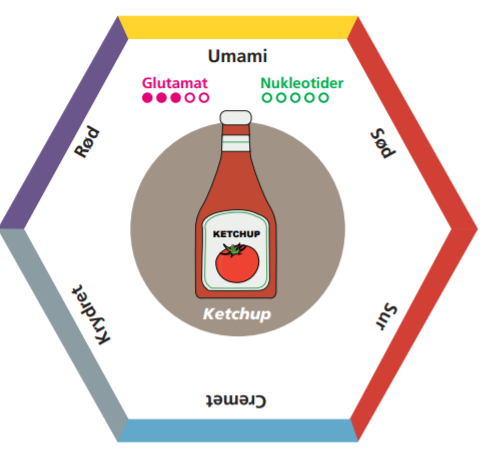 Umami
Glutamat
Nukleotider
Rød
Sød
KETCHUP
Ketchup
Krydret
Sur
Cremet